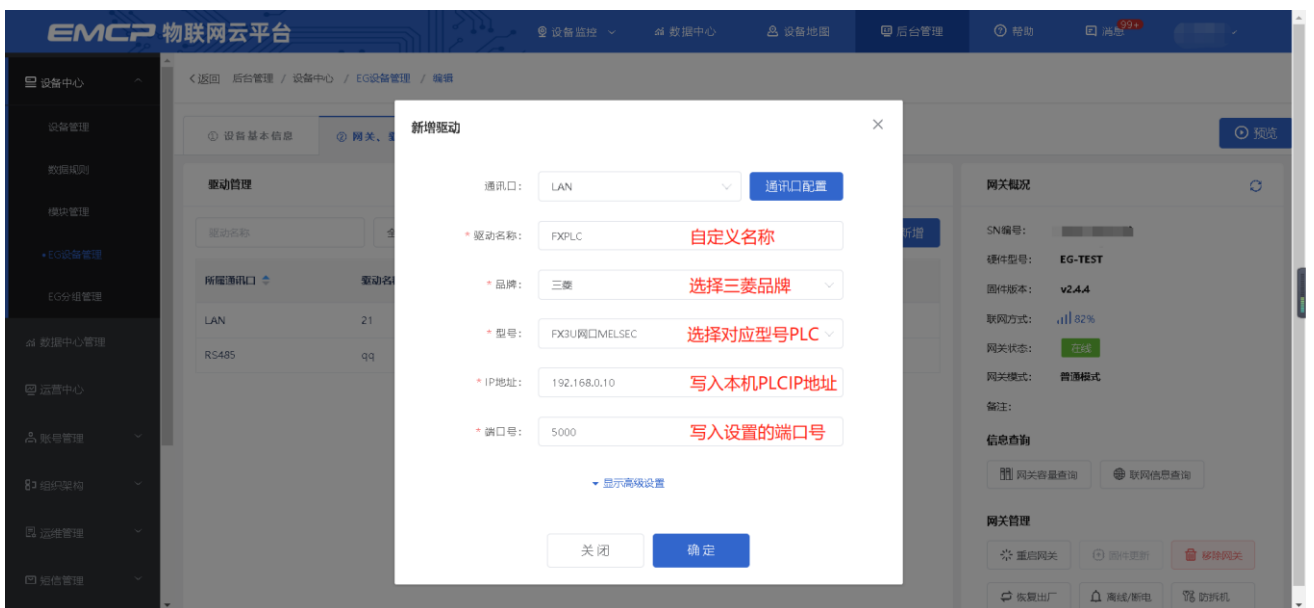 EMCP 物联网云平台
设备监控
数据中心
设备地图
后台管理
帮助
消息
99+
设备中心
设备管理
数据规则
模块管理
•EG设备管理
EG分组管理
数据中心管理
运营中心
账号管理
组织架构
运维管理
短信管理
<返回 后台管理 / 设备中心 / EG设备管理 / 编辑
① 设备基本信息
② 网关、
预览
驱动管理
驱动名称
所属通讯口
驱动名
LAN
21
RS485
qq
新增
新增驱动
通讯口:
LAN
通讯口配置
* 驱动名称:
FXPLC
自定义名称
* 品牌:
三菱
选择三菱品牌
* 型号:
FX3U网口MELSEC
选择对应型号PLC
* IP地址:
192.168.0.10
写入本机PLCIP地址
* 端口号:
5000
写入设置的端口号
显示高级设置
关闭
确定
网关概况
SN编号:
硬件型号: EG-TEST
固件版本: v2.4.4
联网方式: 82%
网关状态: 在线
网关模式: 普通模式
备注:
信息查询
网关容量查询
联网信息查询
网关管理
重启网关
固件更新
移除网关
恢复出厂
离线/断电
防拆机